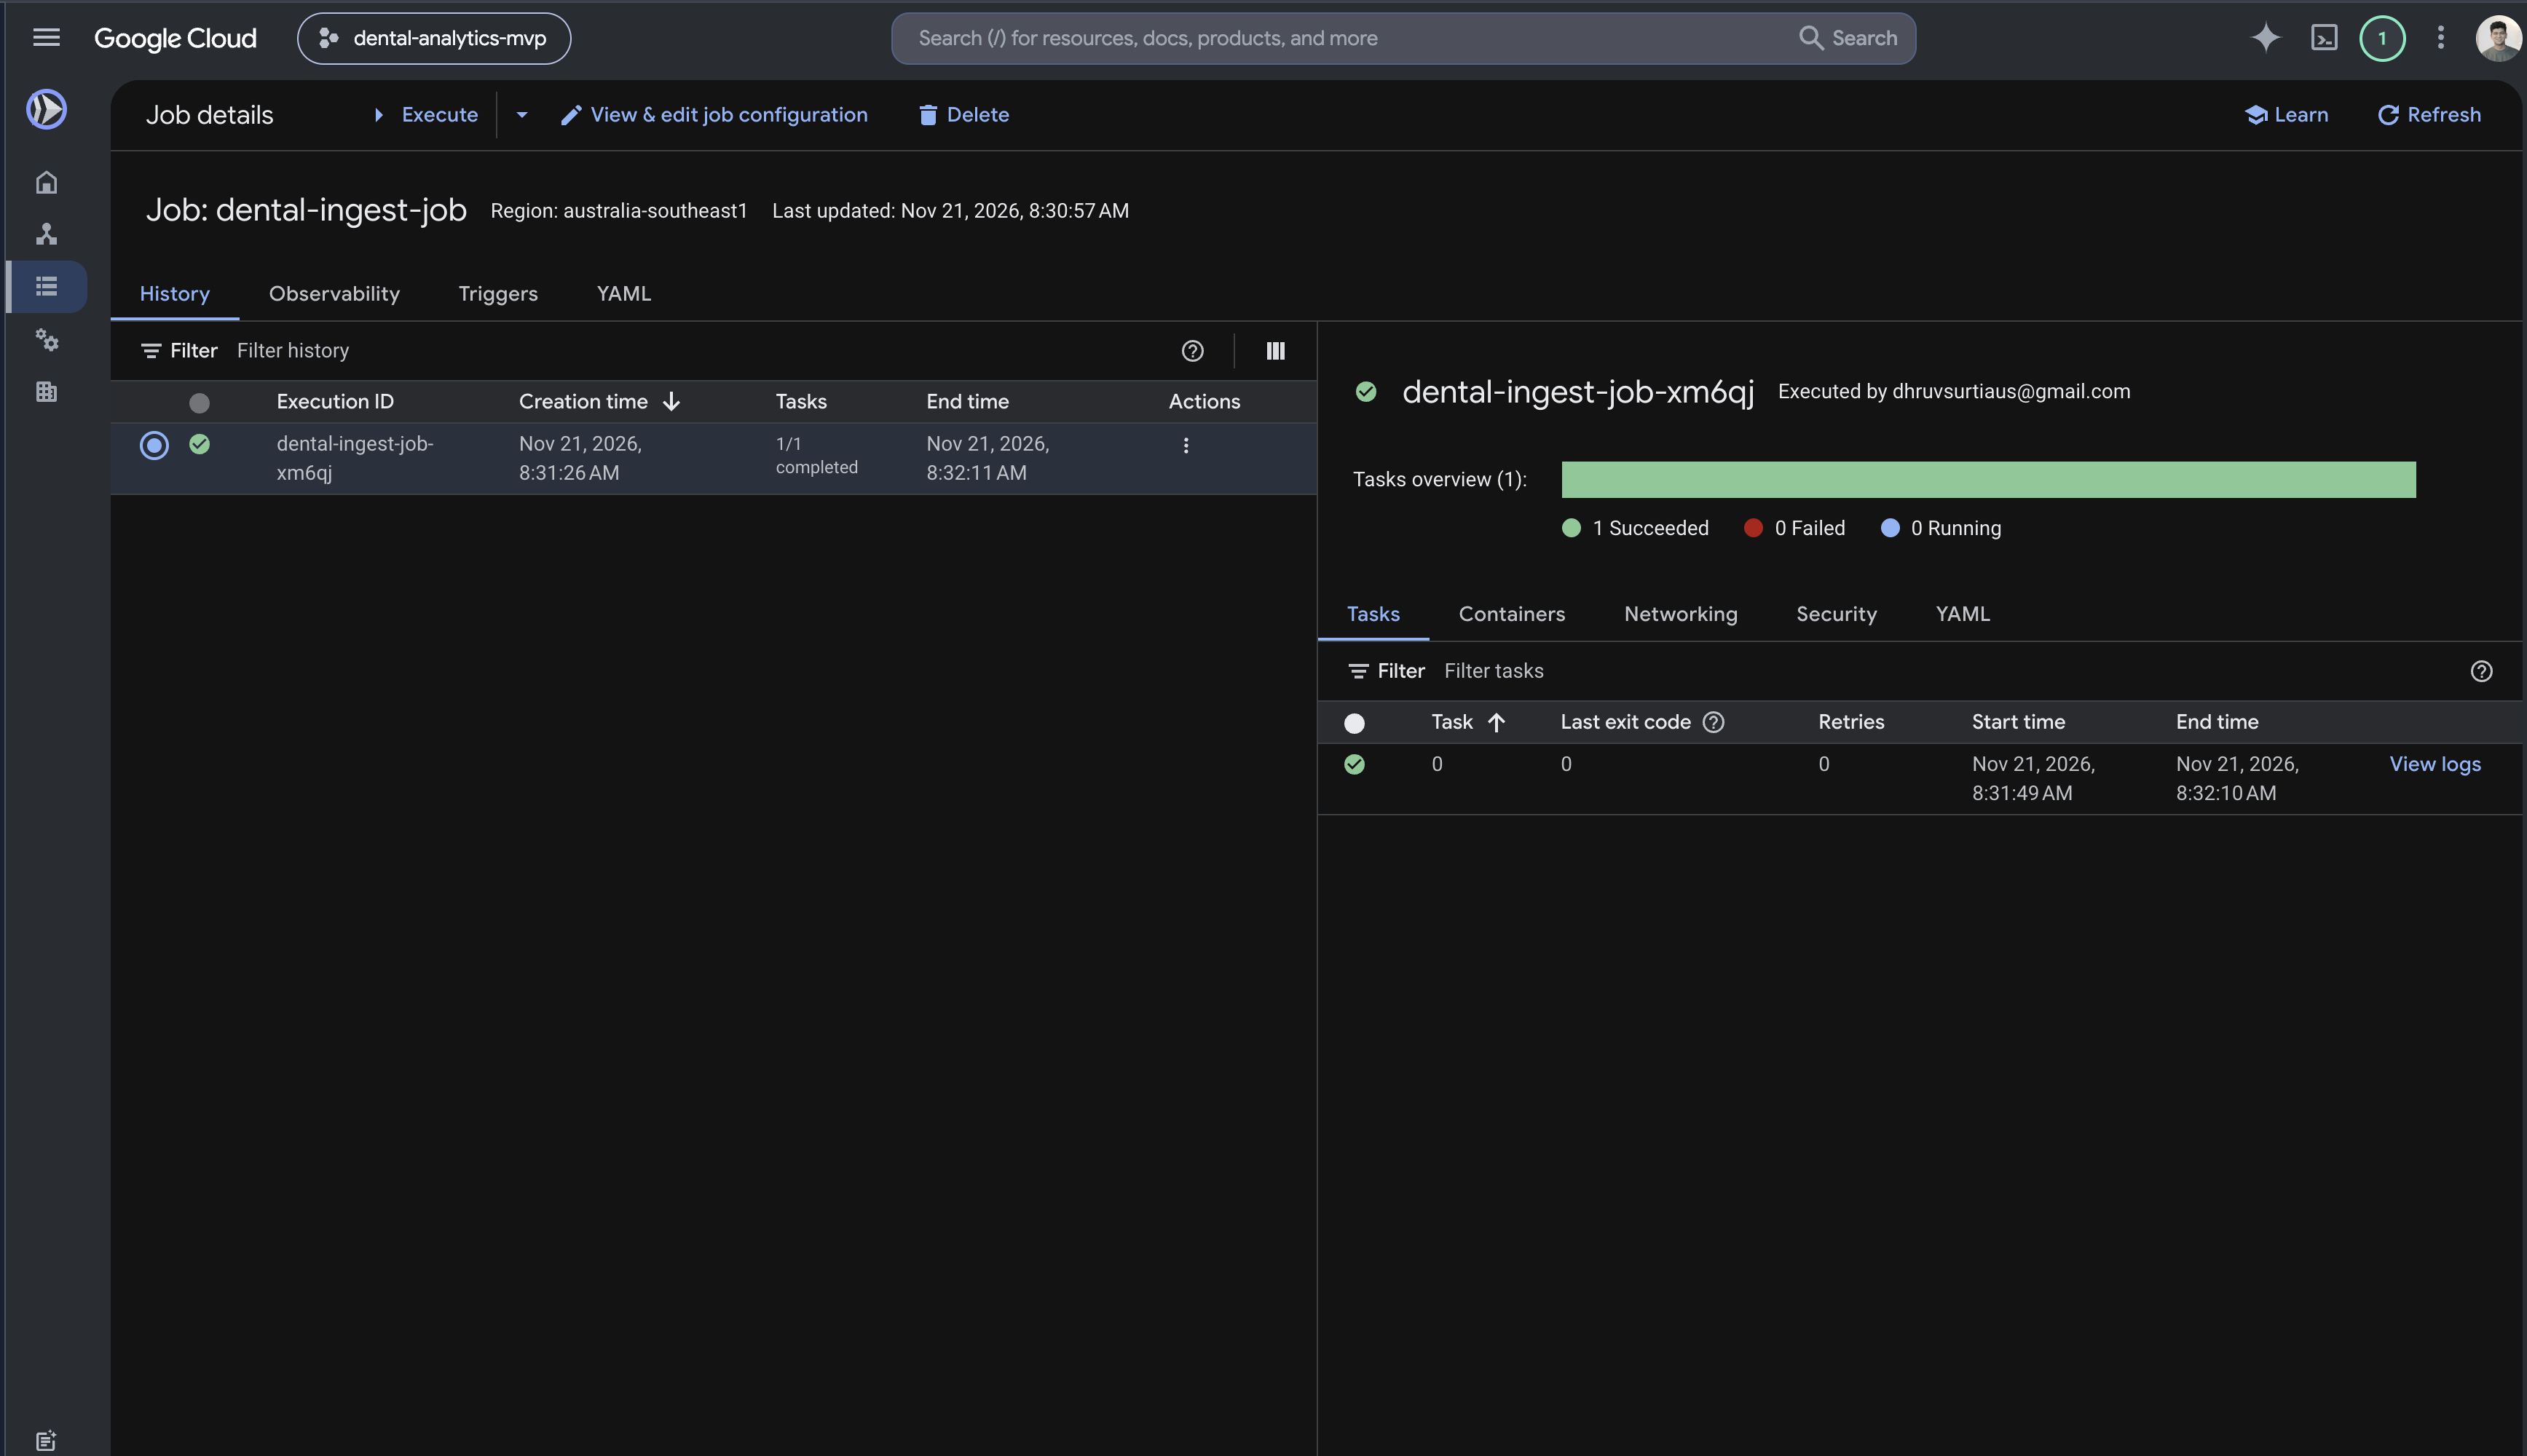 Google Cloud
dental-analytics-mvp
Search (/) for resources, docs, products, and more
Search
1
Job details
Execute
View & edit job configuration
Delete
Learn
Refresh
Job: dental-ingest-job
Region: australia-southeast1
Last updated: Nov 21, 2026, 8:30:57 AM
History
Observability
Triggers
YAML
Filter
Filter history
Execution ID
Creation time
Tasks
End time
Actions
dental-ingest-job-
xm6qj
Nov 21, 2026,
8:31:26 AM
1/1
completed
Nov 21, 2026,
8:32:11 AM
dental-ingest-job-xm6qj
Executed by dhruvsurtiaus@gmail.com
Tasks overview (1):
1 Succeeded
0 Failed
0 Running
Tasks
Containers
Networking
Security
YAML
Filter
Filter tasks
Task
Last exit code
Retries
Start time
End time
0
0
0
Nov 21, 2026,
8:31:49 AM
Nov 21, 2026,
8:32:10 AM
View logs